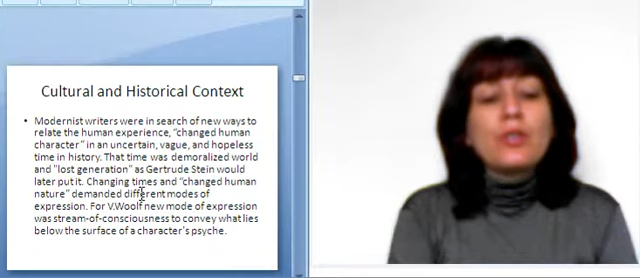 Cultural and Historical Context
• Modernist writers were in search of new ways to
relate the human experience, "changed human
character" in an uncertain, vague, and hopeless
time in history. That time was demoralized world
and "lost generation" as Gertrude Stein would
later put it. Changing times and "changed human
nature" demanded different modes of
expression. For V.Woolf new mode of expression
was stream-of-consciousness to convey what lies
below the surface of a character's psyche.